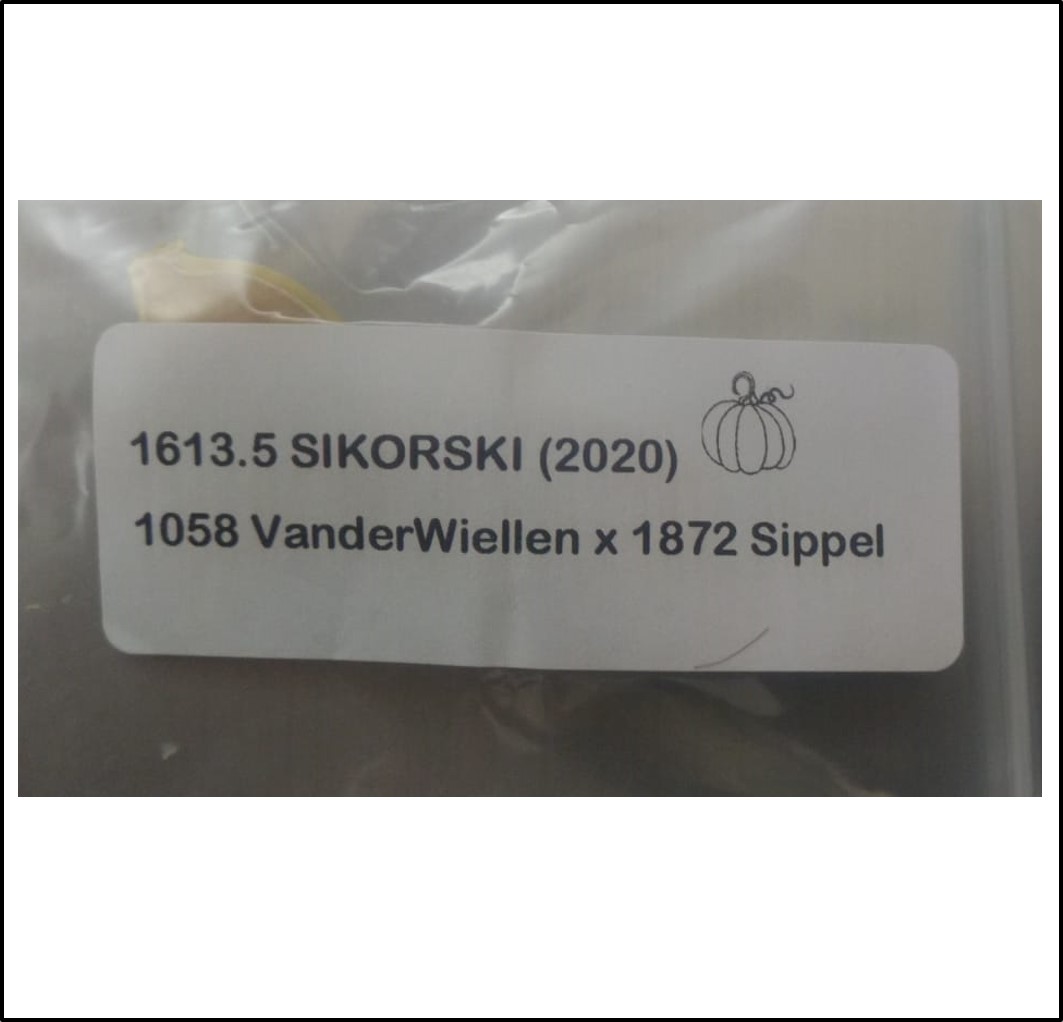 1613.5 SIKORSKI (2020)
1058 VanderWiellen x 1872 Sippel